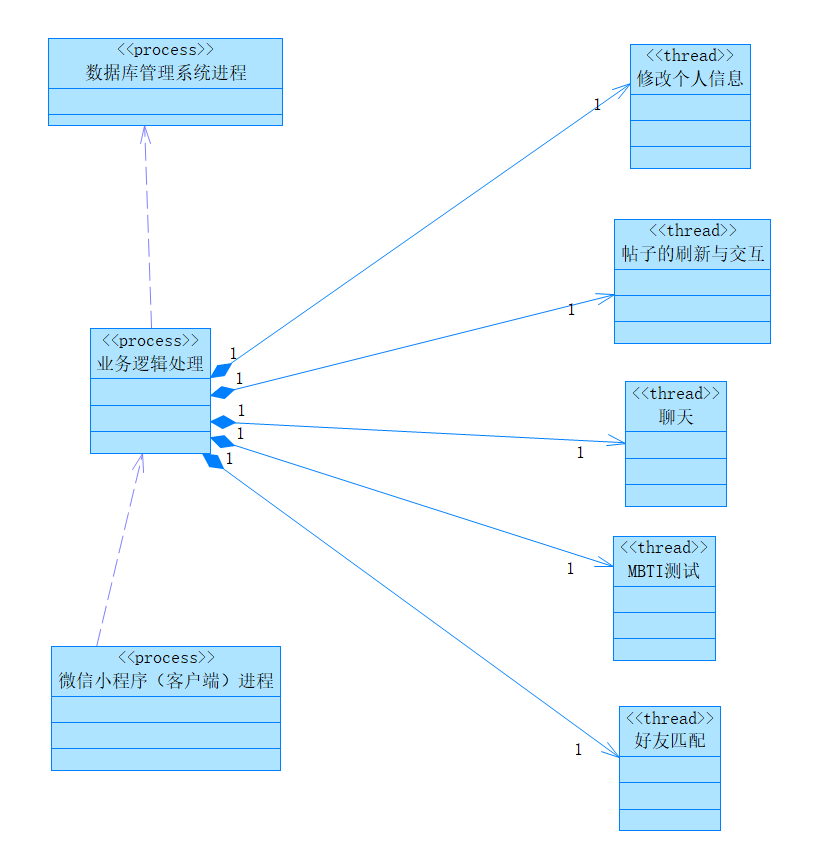 <<process>>
数据库管理系统进程
<<thread>>
修改个人信息
1
<<thread>>
帖子的刷新与交互
1
<<process>>
业务逻辑处理
1
1
1
1
1
<<thread>>
聊天
1
<<thread>>
MBTI测试
1
<<process>>
微信小程序（客户端）进程
<<thread>>
好友匹配
1